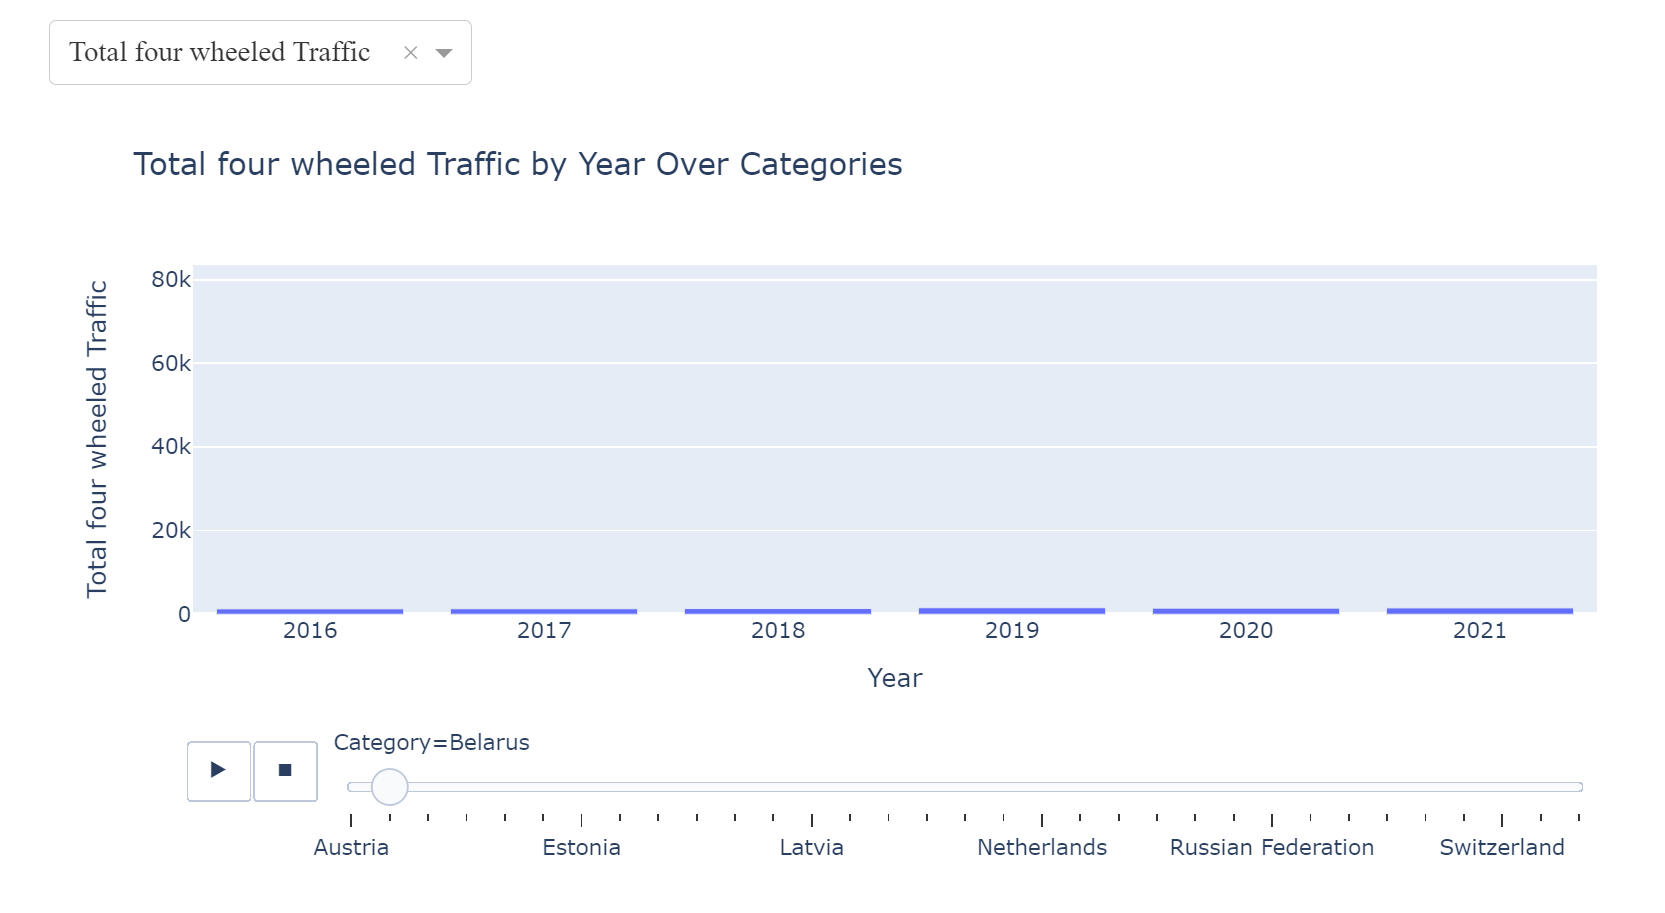 Total four wheeled Traffic ×
Total four wheeled Traffic by Year Over Categories
Total four wheeled Traffic
80k
60k
40k
20k
0
2016 2017 2018 2019 2020 2021
Year
Category=Belarus
Austria Estonia Latvia Netherlands Russian Federation Switzerland